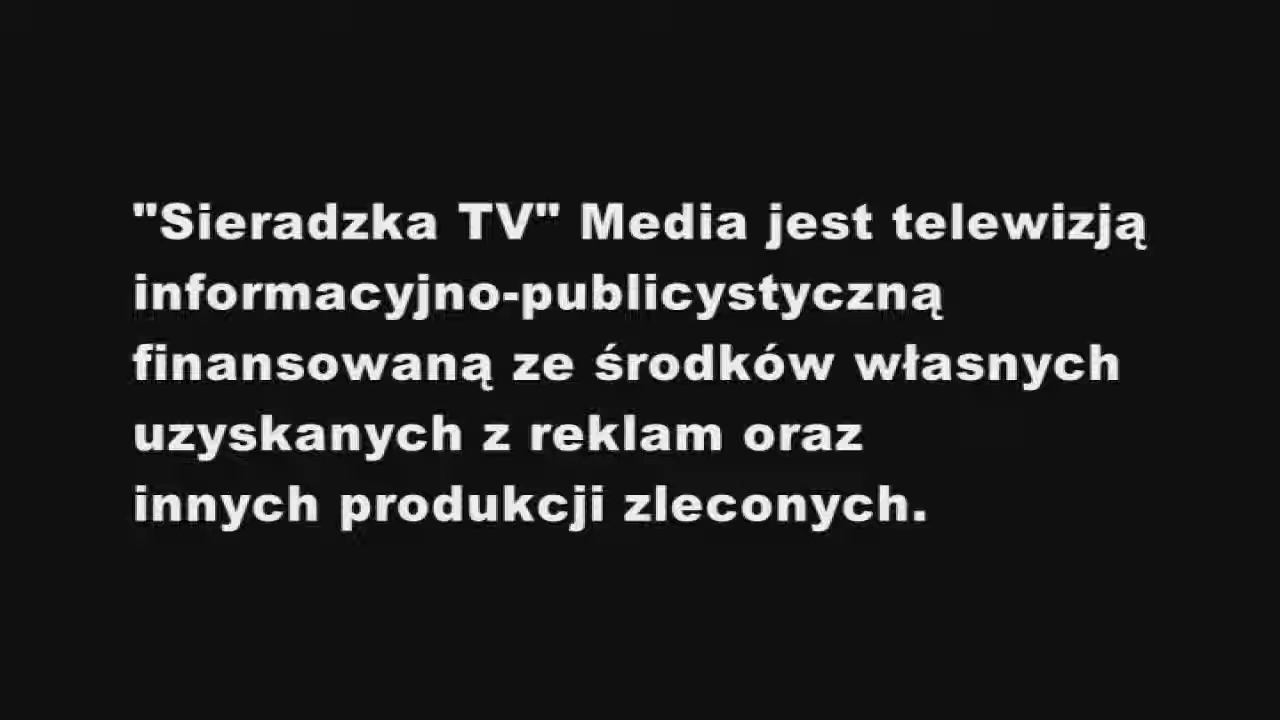 "Sieradzka TV" Media jest telewizją
informacyjno-publicystyczną
finansowaną ze środków własnych
uzyskanych z reklam oraz
innych produkcji zleconych.